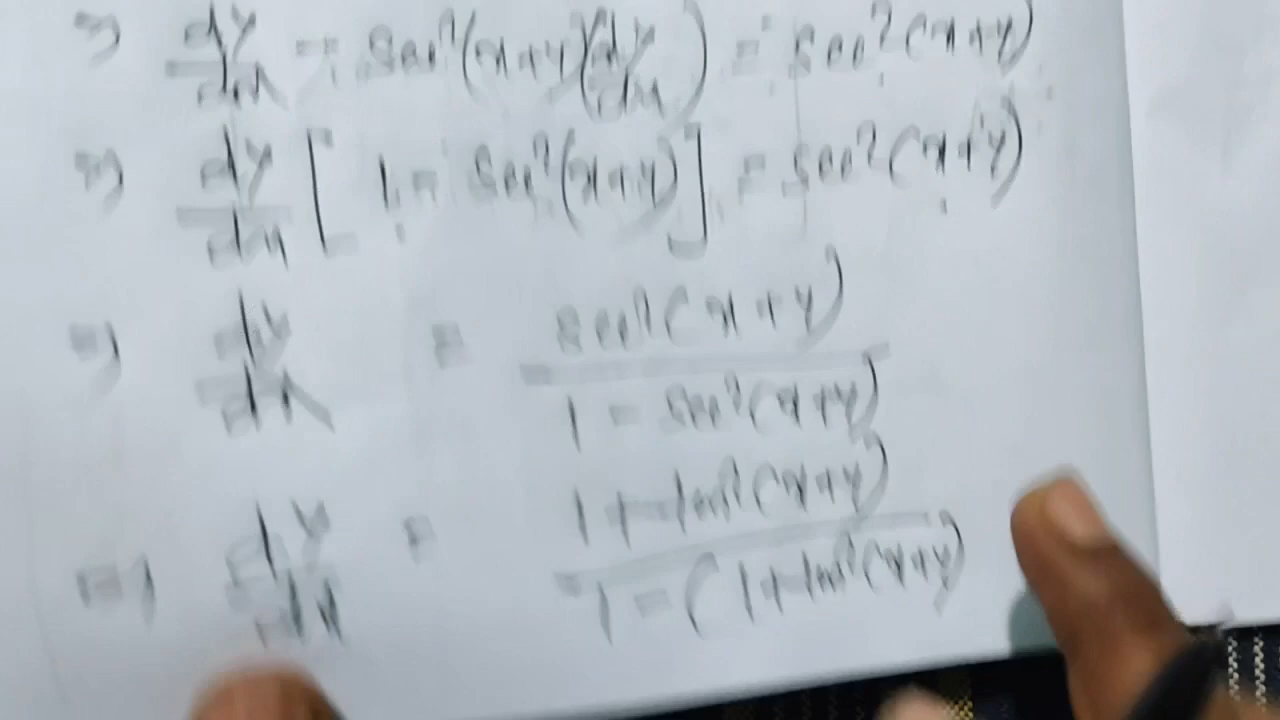 ⇒ dy/dx - sec²(x+y)(dy/dx) = sec²(x+y)
⇒ dy/dx [ 1 - sec²(x+y) ] = sec²(x+y)
⇒ dy/dx = sec²(x+y) / 1 - sec²(x+y)
⇒ dy/dx = 1+tan²(x+y) / 1-(1+tan²(x+y)